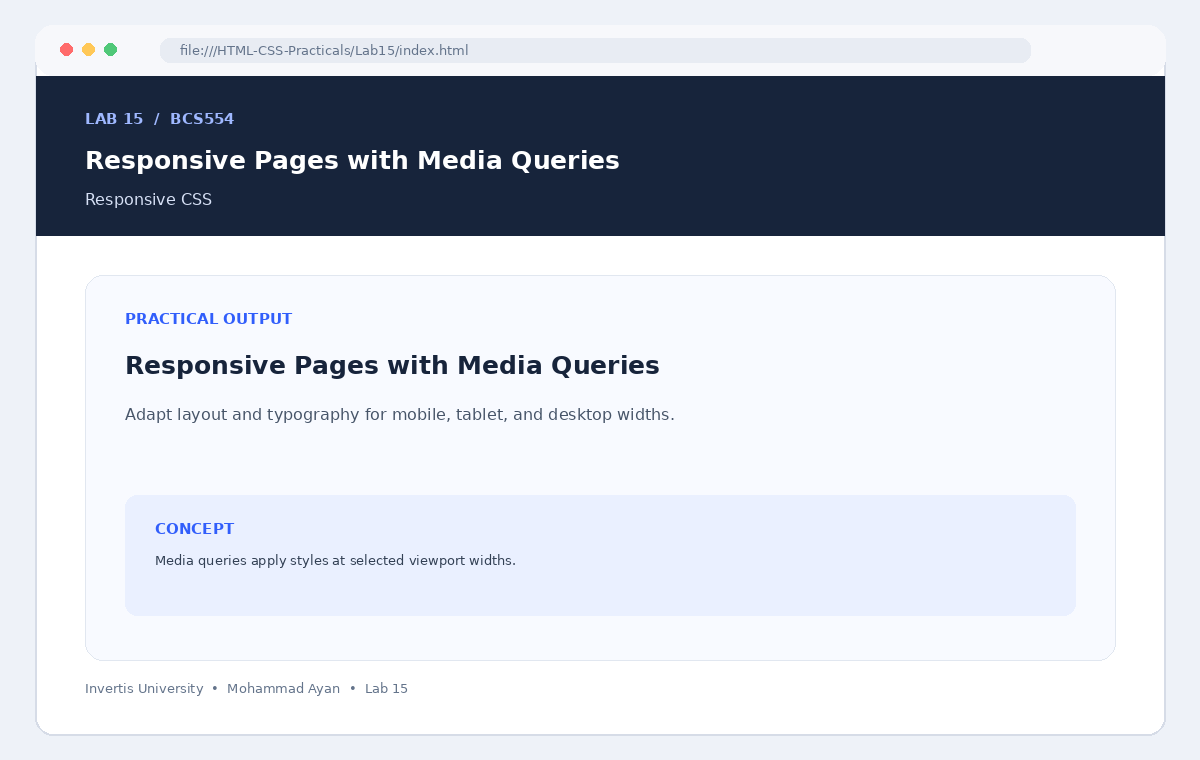 file:///HTML-CSS-Practicals/Lab15/index.html
LAB 15 / BCS554
Responsive Pages with Media Queries
Responsive CSS
PRACTICAL OUTPUT
Responsive Pages with Media Queries
Adapt layout and typography for mobile, tablet, and desktop widths.
CONCEPT
Media queries apply styles at selected viewport widths.
Invertis University • Mohammad Ayan • Lab 15